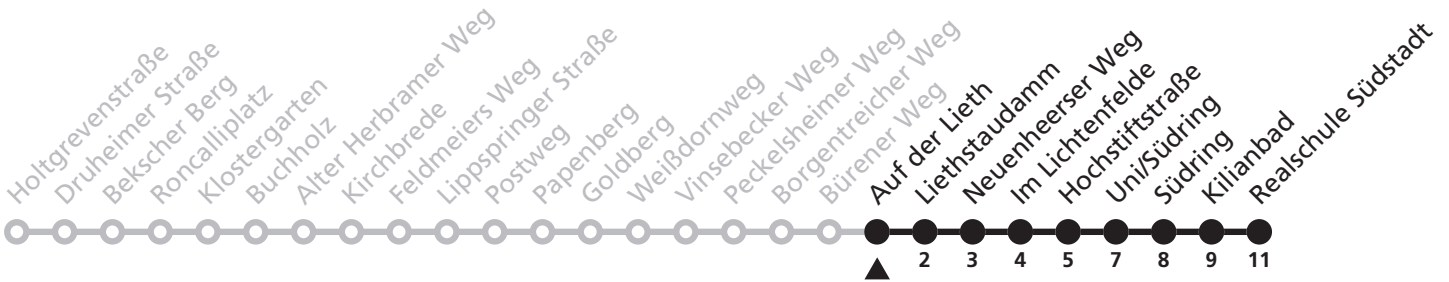 Holtgrevenstraße
Druheimer Straße
Bekscher Berg
Roncalliplatz
Klostergarten
Buchholz
Alter Herbramer Weg
Kirchbrede
Feldmeiers Weg
Lippspringer Straße
Postweg
Papenberg
Goldberg
Weißdornweg
Vinsebecker Weg
Peckelsheimer Weg
Borgentreicher Weg
Bürener Weg
Auf der Lieth
Liethstaudamm
Neuenheerser Weg
Im Lichtenfelde
Hochstiftstraße
Uni/Südring
Südring
Kilianbad
Realschule Südstadt
2 3 4 5 7 8 9 11